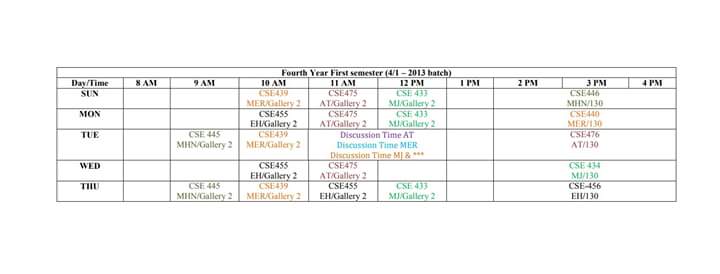 Fourth Year First semester (4/1 – 2013 batch)
Day/Time 8 AM 9 AM 10 AM 11 AM 12 PM 1 PM 2 PM 3 PM 4 PM
SUN CSE439 CSE475 CSE 433 CSE446
MER/Gallery 2 AT/Gallery 2 MJ/Gallery 2 MHN/130
MON CSE455 CSE475 CSE 433 CSE440
EH/Gallery 2 AT/Gallery 2 MJ/Gallery 2 MER/130
TUE CSE 445 CSE439 Discussion Time AT CSE476
MHN/Gallery 2 MER/Gallery 2 Discussion Time MER AT/130
Discussion Time MJ & ***
WED CSE455 CSE475 CSE 434
EH/Gallery 2 AT/Gallery 2 MJ/130
THU CSE 445 CSE439 CSE455 CSE 433 CSE-456
MHN/Gallery 2 MER/Gallery 2 EH/Gallery 2 MJ/Gallery 2 EH/130